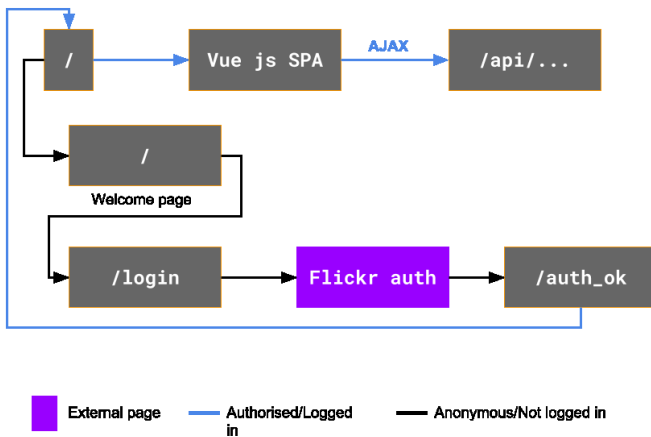 /
Vue js SPA
AJAX
/api/...
/
Welcome page
/login
Flickr auth
/auth_ok
External page
Authorised/Logged
in
Anonymous/Not logged in